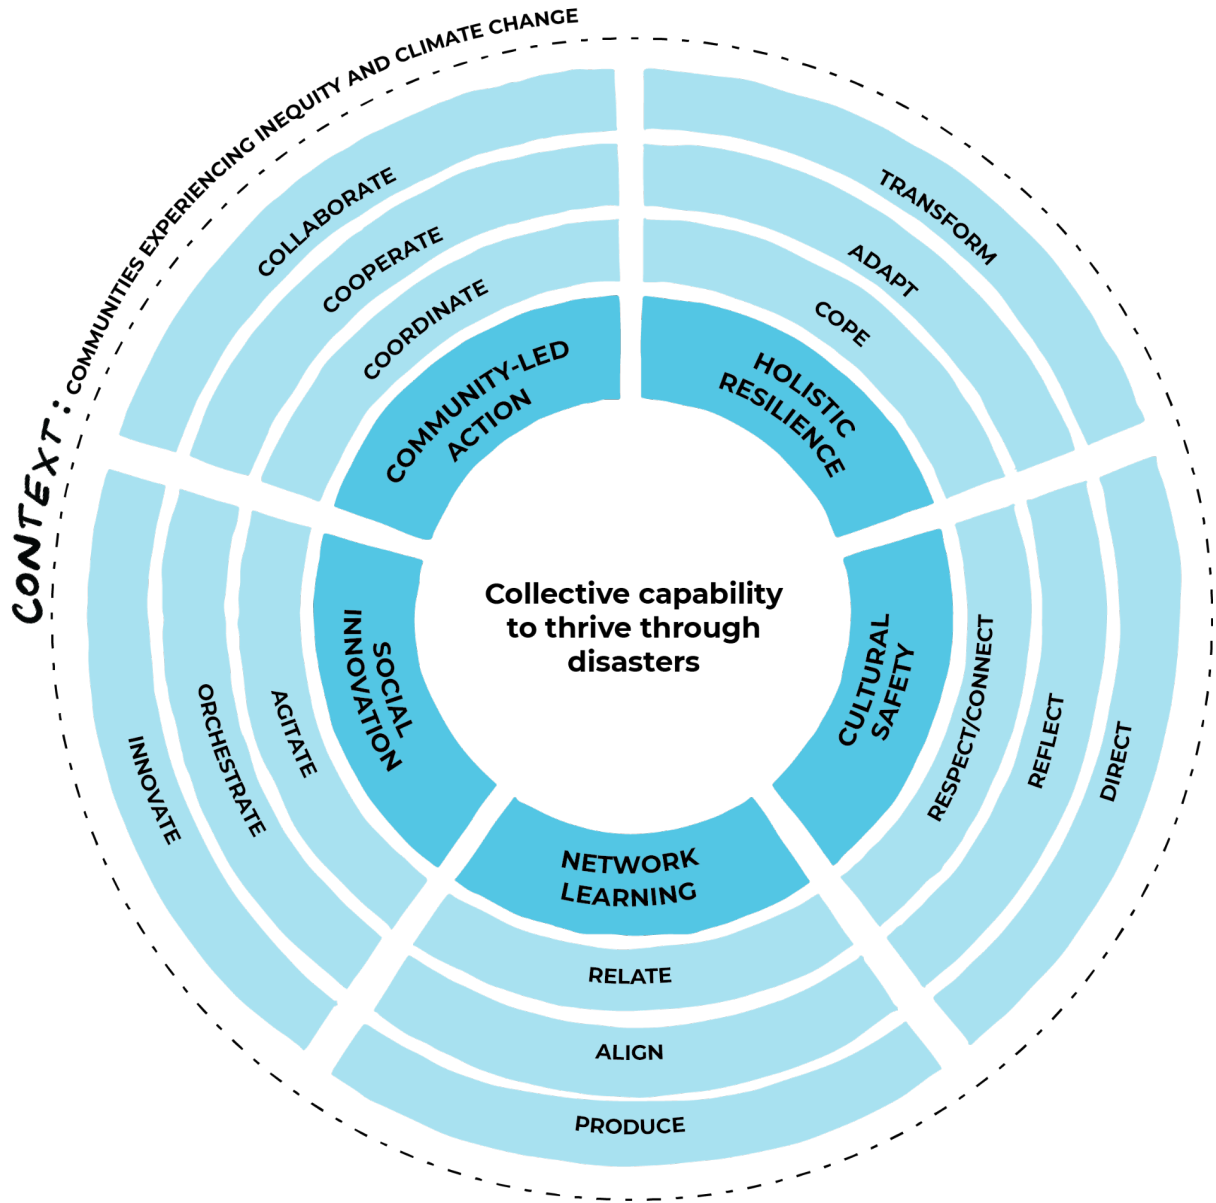 CONTEXT: COMMUNITIES EXPERIENCING INEQUITY AND CLIMATE CHANGE
COLLABORATE
COOPERATE
COORDINATE
COMMUNITY-LED
ACTION
TRANSFORM
ADAPT
COPE
HOLISTIC
RESILIENCE
CULTURAL
SAFETY
RESPECT/CONNECT
REFLECT
DIRECT
NETWORK
LEARNING
RELATE
ALIGN
PRODUCE
SOCIAL
INNOVATION
AGITATE
ORCHESTRATE
INNOVATE
Collective capability
to thrive through
disasters